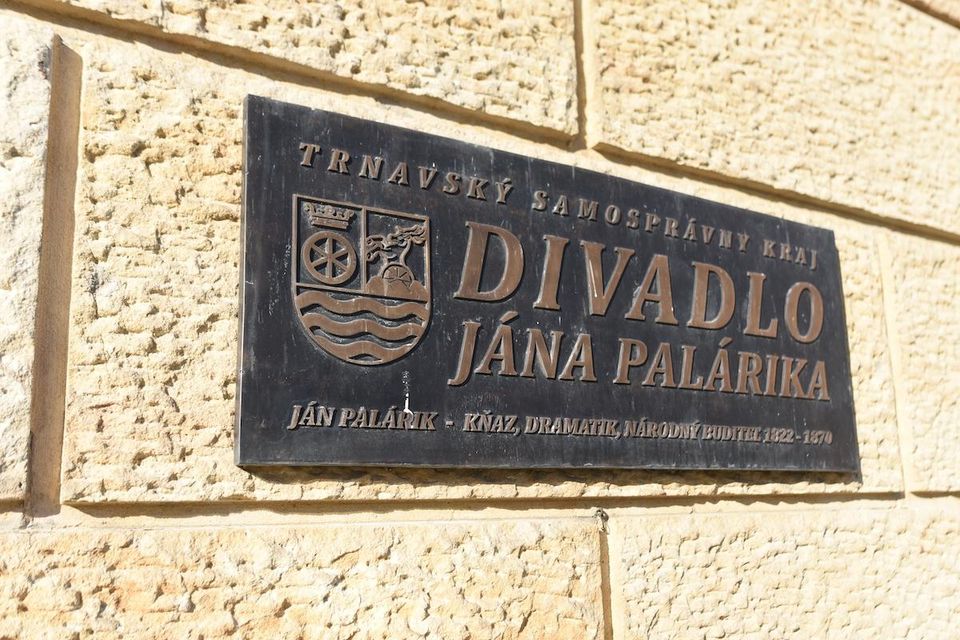 TRNAVSKÝ SAMOSPRÁVNY KRAJ
DIVADLO
JÁNA PALÁRIKA
JÁN PALÁRIK - KŇAZ, DRAMATIK, NÁRODNÝ BUDITEĽ 1822 - 1870